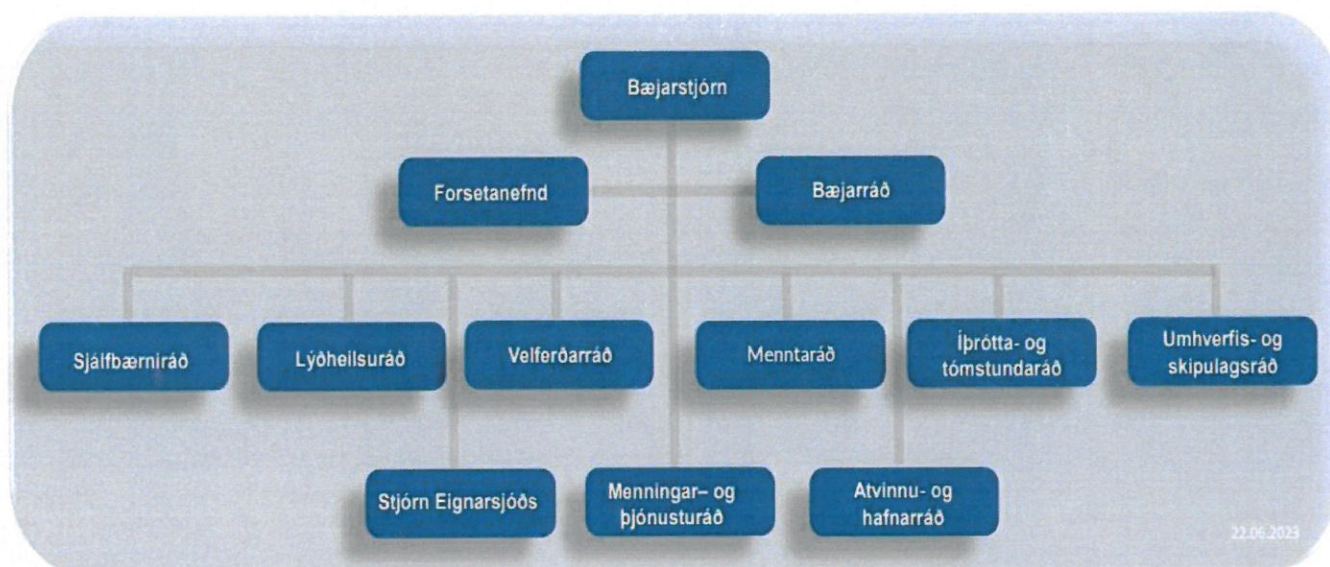 Bæjarstjórn
Forsetanefnd
Bæjarráð
Sjálfbærniráð
Lýðheilsuráð
Velferðarráð
Menntaráð
Íþrótta- og
tómstundaráð
Umhverfis- og
skipulagsráð
Stjórn Eignarsjóðs
Menningar– og
þjónusturáð
Atvinnu- og
hafnarráð
22.06.2023